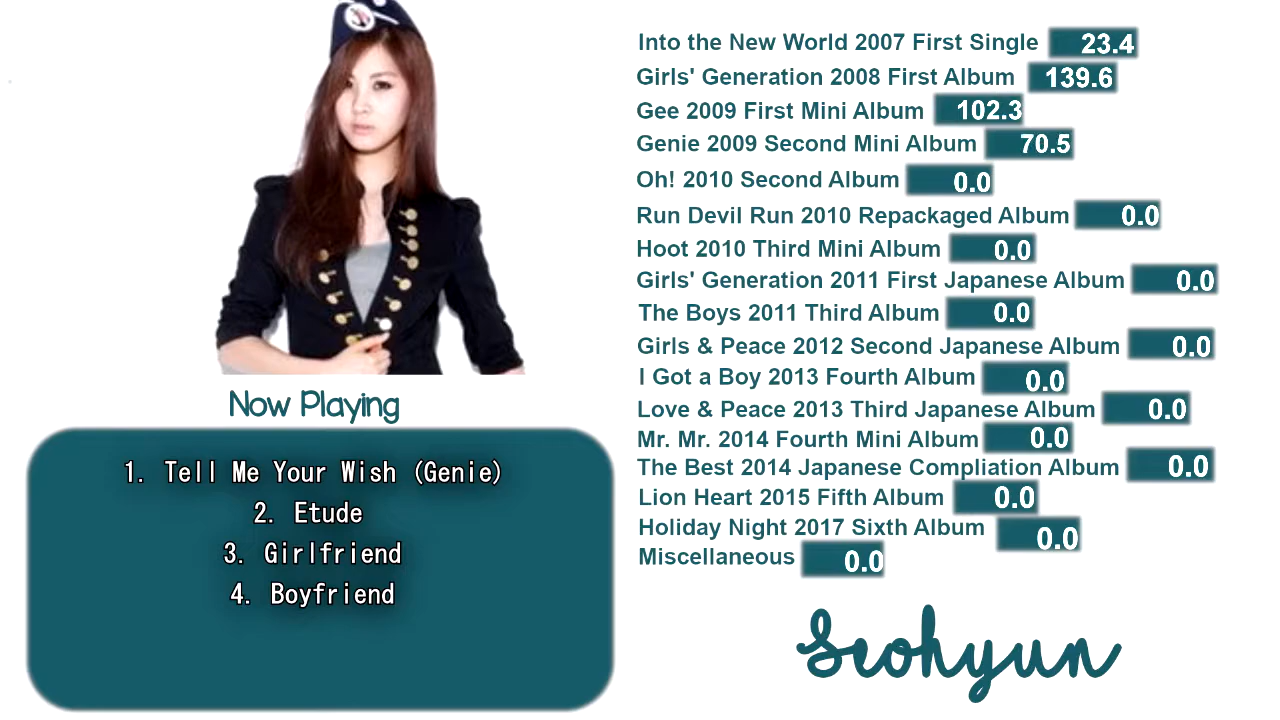 Into the New World 2007 First Single 23.4
Girls' Generation 2008 First Album 139.6
Gee 2009 First Mini Album 102.3
Genie 2009 Second Mini Album 70.5
Oh! 2010 Second Album 0.0
Run Devil Run 2010 Repackaged Album 0.0
Hoot 2010 Third Mini Album 0.0
Girls' Generation 2011 First Japanese Album 0.0
The Boys 2011 Third Album 0.0
Girls & Peace 2012 Second Japanese Album 0.0
I Got a Boy 2013 Fourth Album 0.0
Love & Peace 2013 Third Japanese Album 0.0
Mr. Mr. 2014 Fourth Mini Album 0.0
The Best 2014 Japanese Compliation Album 0.0
Lion Heart 2015 Fifth Album 0.0
Holiday Night 2017 Sixth Album 0.0
Miscellaneous 0.0
Now Playing
1. Tell Me Your Wish (Genie)
2. Etude
3. Girlfriend
4. Boyfriend
Seohyun